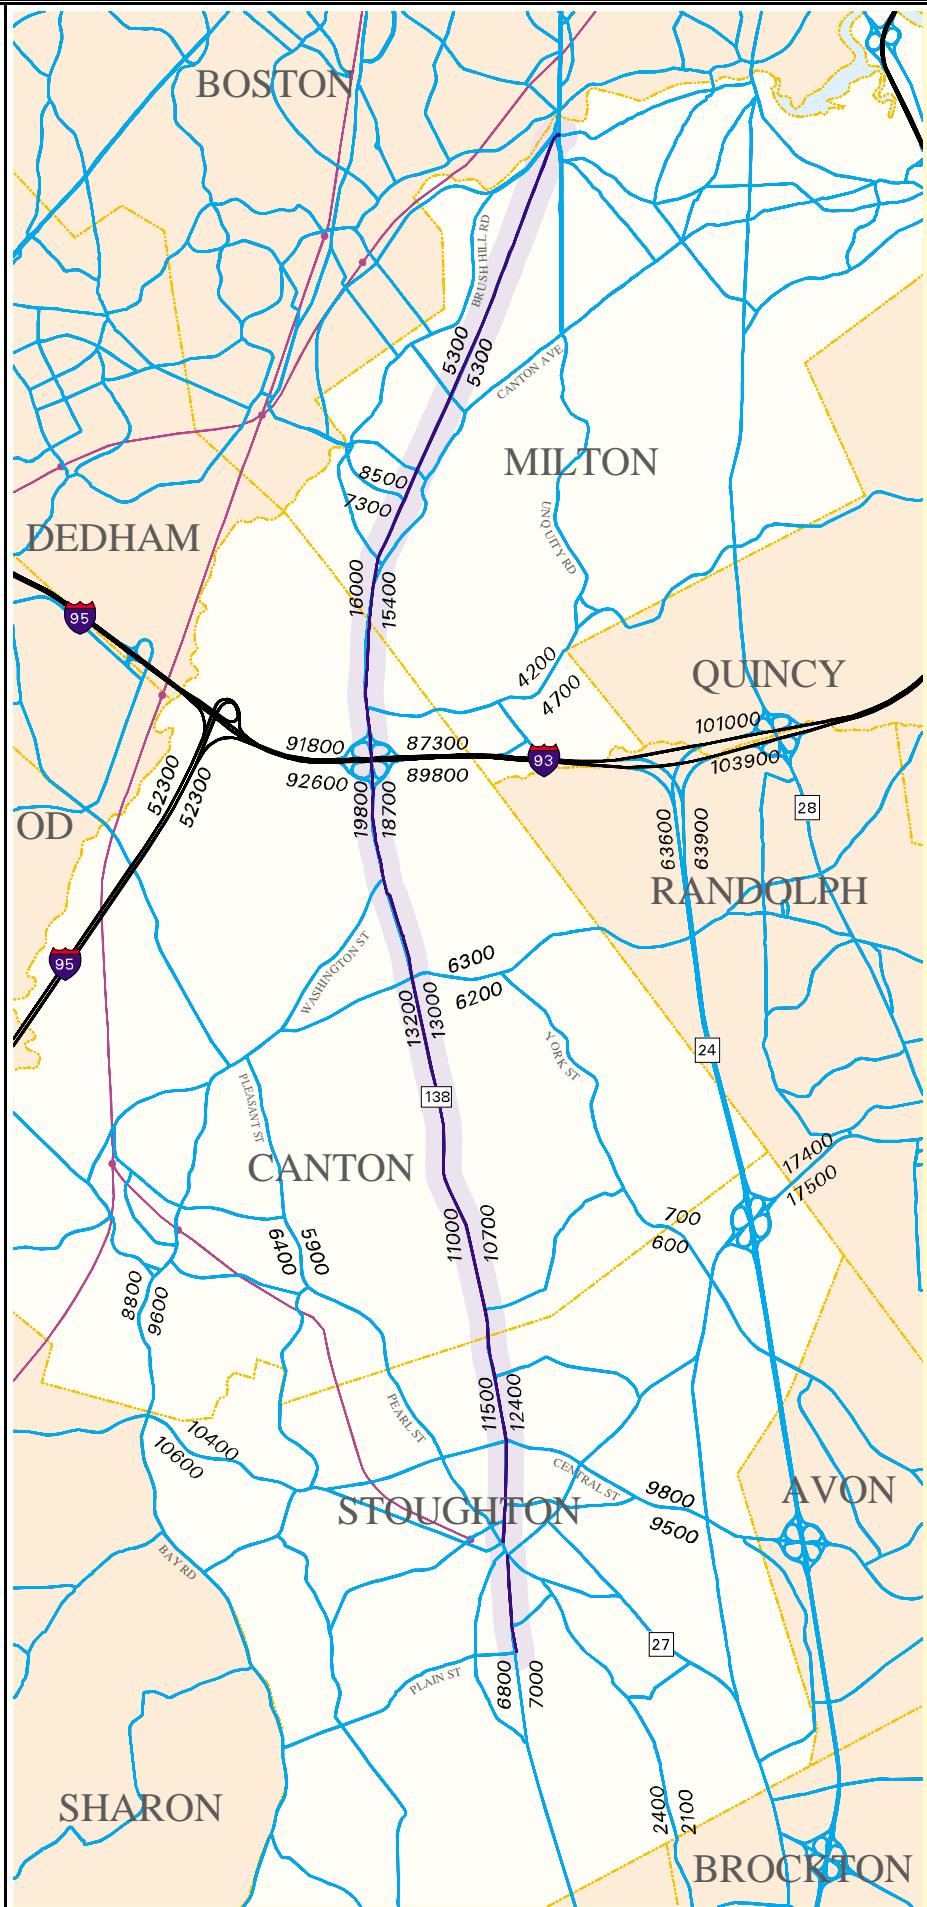 BOSTON
BRUSH HILL RD
5300
5300
CANTON AVE
MILTON
8500
7300
UNQUITY RD
DEDHAM
16000
15400
95
4200
4700
QUINCY
101000
103900
91800
87300
92600
89800
93
52300
52300
19800
18700
28
OD
63600
63900
RANDOLPH
WASHINGTON ST
6300
6200
95
13200
13000
YORK ST
24
138
PLEASANT ST
CANTON
17400
17500
11000
10700
700
600
6400
5900
8800
9600
11500
12400
PEARL ST
10400
10600
CENTRAL ST
9800
9500
AVON
STOUGHTON
BAY RD
27
PLAIN ST
6800
7000
2400
2100
SHARON
BROCKTON